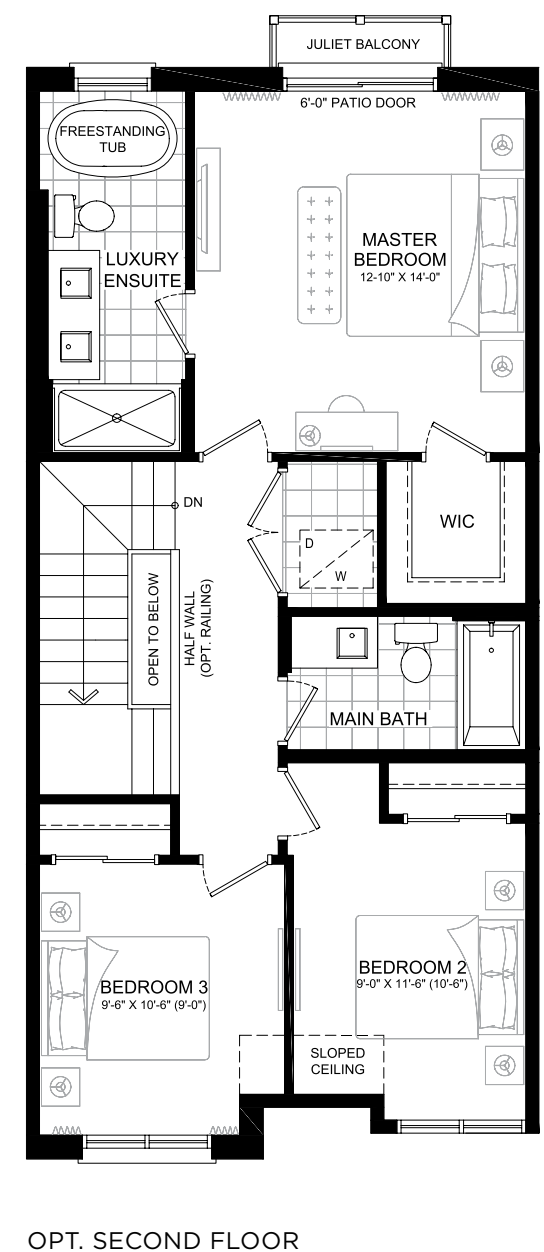 JULIET BALCONY
6'-0" PATIO DOOR
FREESTANDING
TUB
LUXURY
ENSUITE
MASTER
BEDROOM
12-10" X 14'-0"
DN
D
W
WIC
OPEN TO BELOW
HALF WALL
(OPT. RAILING)
MAIN BATH
BEDROOM 3
9'-6" X 10'-6" (9'-0")
BEDROOM 2
9'-0" X 11'-6" (10'-6")
SLOPED
CEILING
OPT. SECOND FLOOR